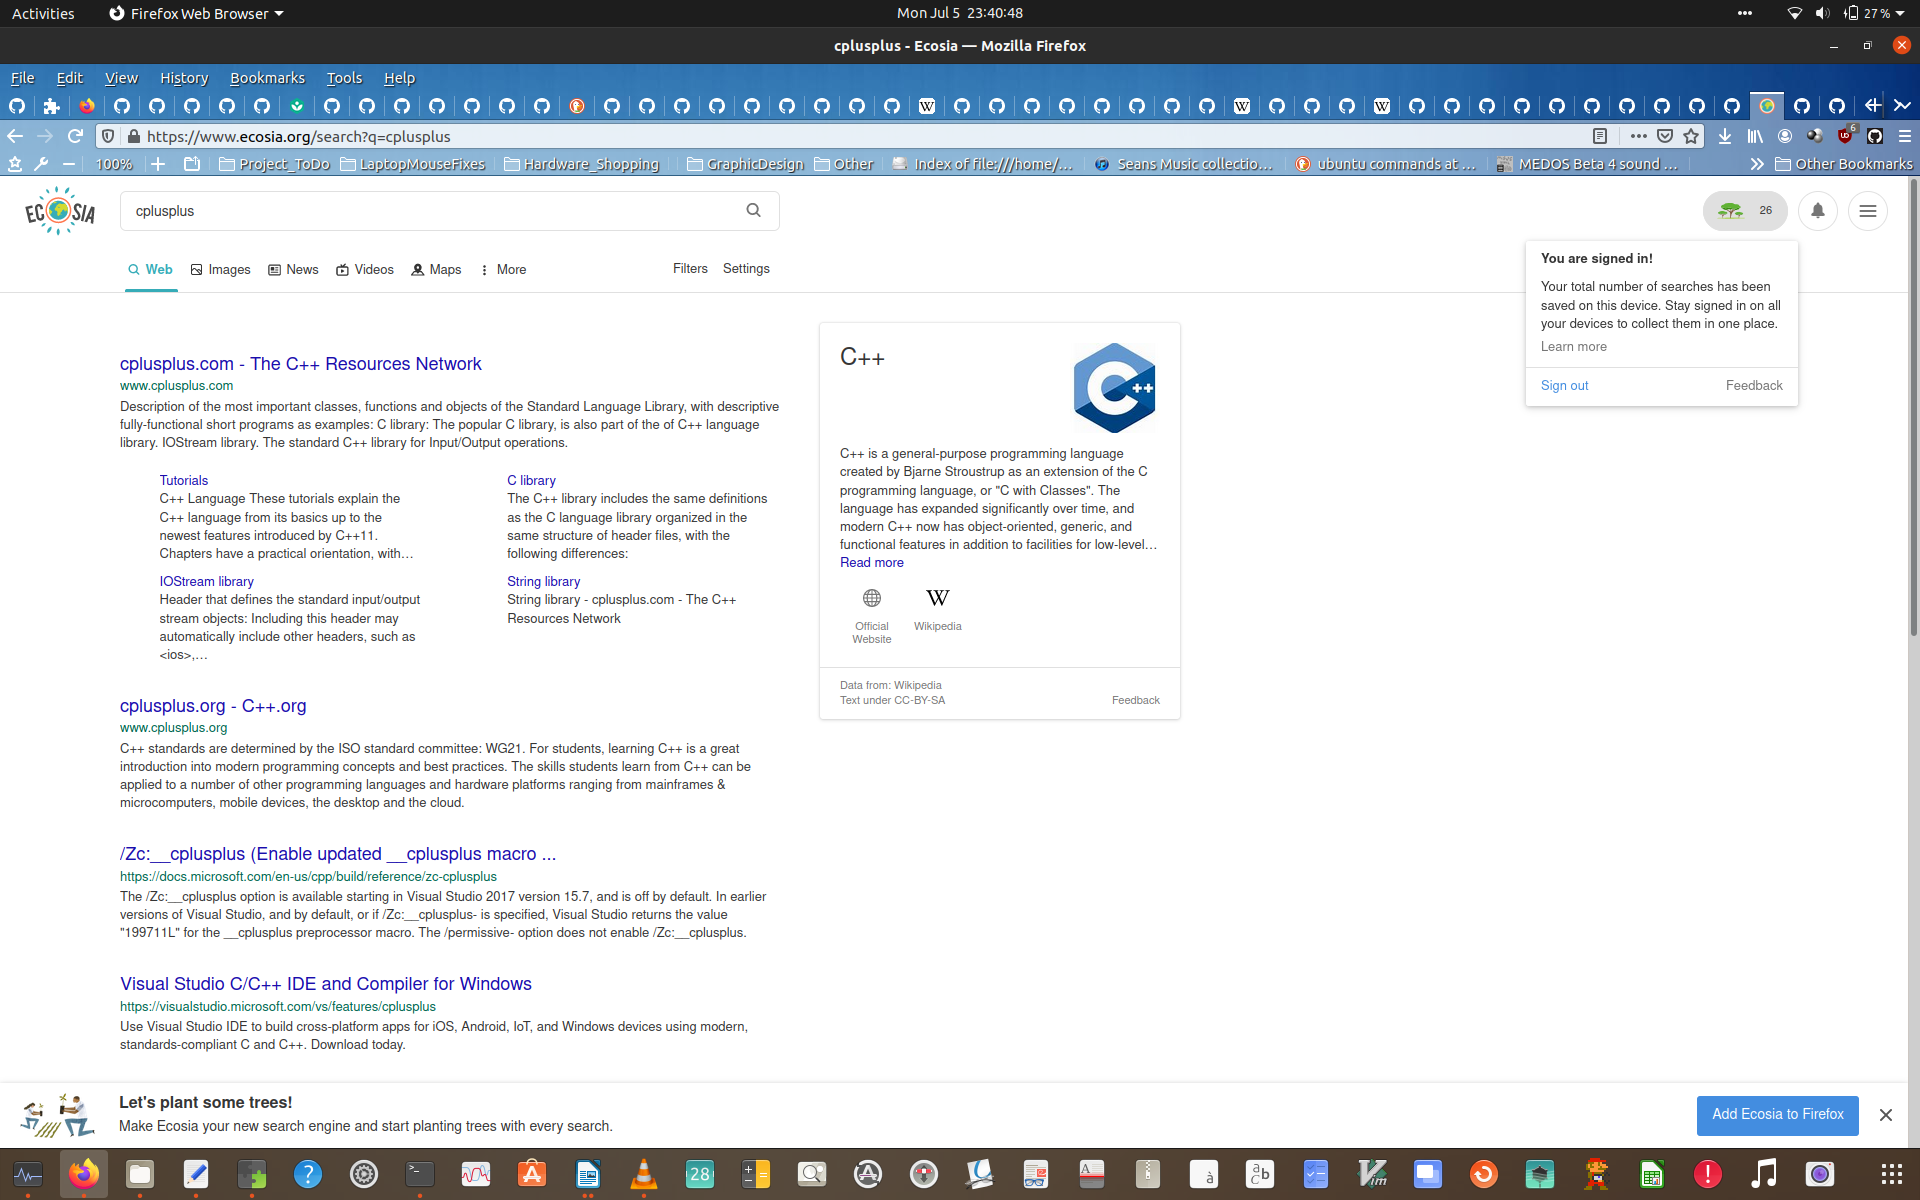 Activities
Firefox Web Browser
Mon Jul 5 23:40:48
27 %
cplusplus - Ecosia — Mozilla Firefox
File Edit View History Bookmarks Tools Help
https://www.ecosia.org/search?q=cplusplus
6
100%
Project_ToDo
LaptopMouseFixes
Hardware_Shopping
GraphicDesign
Other
Index of file:///home/...
Seans Music collectio...
ubuntu commands at ...
MEDOS Beta 4 sound ...
Other Bookmarks
ECOSIA
cplusplus
26
Web Images News Videos Maps More
Filters Settings
You are signed in!
Your total number of searches has been
saved on this device. Stay signed in on all
your devices to collect them in one place.
Learn more
Sign out
Feedback
cplusplus.com - The C++ Resources Network
www.cplusplus.com
Description of the most important classes, functions and objects of the Standard Language Library, with descriptive
fully-functional short programs as examples: C library: The popular C library, is also part of the of C++ language
library. IOStream library. The standard C++ library for Input/Output operations.
Tutorials
C++ Language These tutorials explain the
C++ language from its basics up to the
newest features introduced by C++11.
Chapters have a practical orientation, with...
C library
The C++ library includes the same definitions
as the C language library organized in the
same structure of header files, with the
following differences:
IOStream library
Header that defines the standard input/output
stream objects: Including this header may
automatically include other headers, such as
<ios>,...
String library
String library - cplusplus.com - The C++
Resources Network
cplusplus.org - C++.org
www.cplusplus.org
C++ standards are determined by the ISO standard committee: WG21. For students, learning C++ is a great
introduction into modern programming concepts and best practices. The skills students learn from C++ can be
applied to a number of other programming languages and hardware platforms ranging from mainframes &
microcomputers, mobile devices, the desktop and the cloud.
/Zc:__cplusplus (Enable updated __cplusplus macro ...
https://docs.microsoft.com/en-us/cpp/build/reference/zc-cplusplus
The /Zc:__cplusplus option is available starting in Visual Studio 2017 version 15.7, and is off by default. In earlier
versions of Visual Studio, and by default, or if /Zc:__cplusplus- is specified, Visual Studio returns the value
"199711L" for the __cplusplus preprocessor macro. The /permissive- option does not enable /Zc:__cplusplus.
Visual Studio C/C++ IDE and Compiler for Windows
https://visualstudio.microsoft.com/vs/features/cplusplus
Use Visual Studio IDE to build cross-platform apps for iOS, Android, IoT, and Windows devices using modern,
standards-compliant C and C++. Download today.
C++
C++
C++ is a general-purpose programming language
created by Bjarne Stroustrup as an extension of the C
programming language, or "C with Classes". The
language has expanded significantly over time, and
modern C++ now has object-oriented, generic, and
functional features in addition to facilities for low-level...
Read more
Official
Website
Wikipedia
Data from: Wikipedia
Text under CC-BY-SA
Feedback
Let's plant some trees!
Make Ecosia your new search engine and start planting trees with every search.
Add Ecosia to Firefox
28